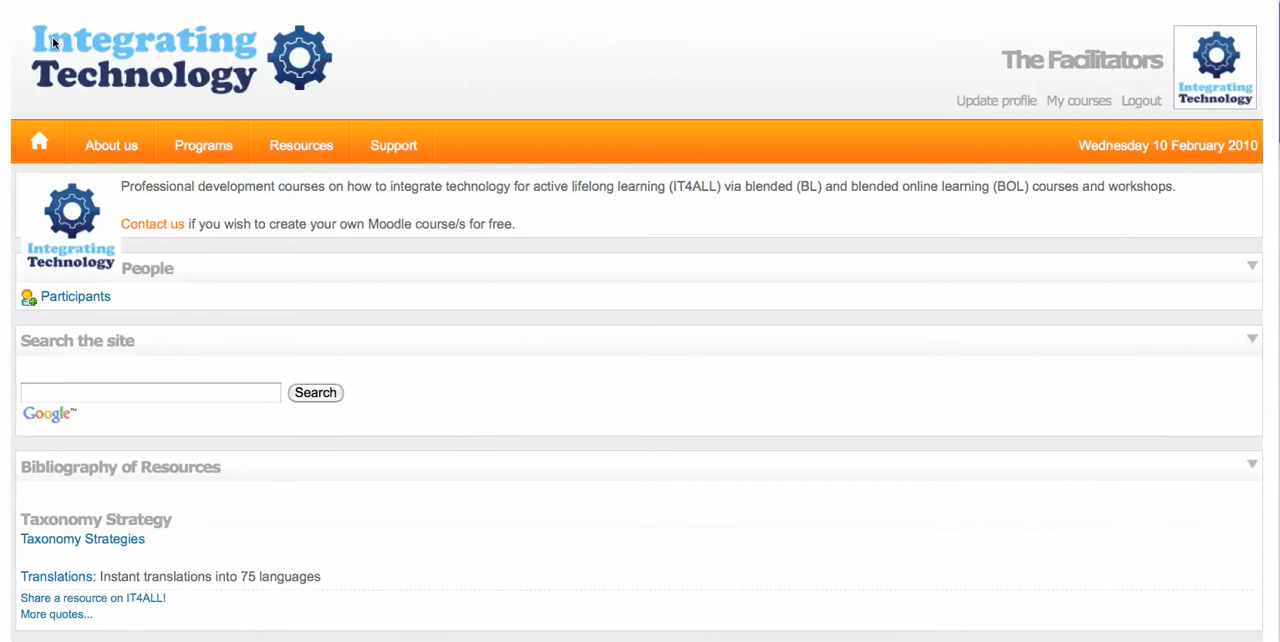 Integrating
Technology
The Facilitators
Integrating
Technology
Update profile My courses Logout
About us Programs Resources Support Wednesday 10 February 2010
Professional development courses on how to integrate technology for active lifelong learning (IT4ALL) via blended (BL) and blended online learning (BOL) courses and workshops.
Contact us if you wish to create your own Moodle course/s for free.
Integrating
Technology
People
Participants
Search the site
Search
Google™
Bibliography of Resources
Taxonomy Strategy
Taxonomy Strategies
Translations: Instant translations into 75 languages
Share a resource on IT4ALL!
More quotes...